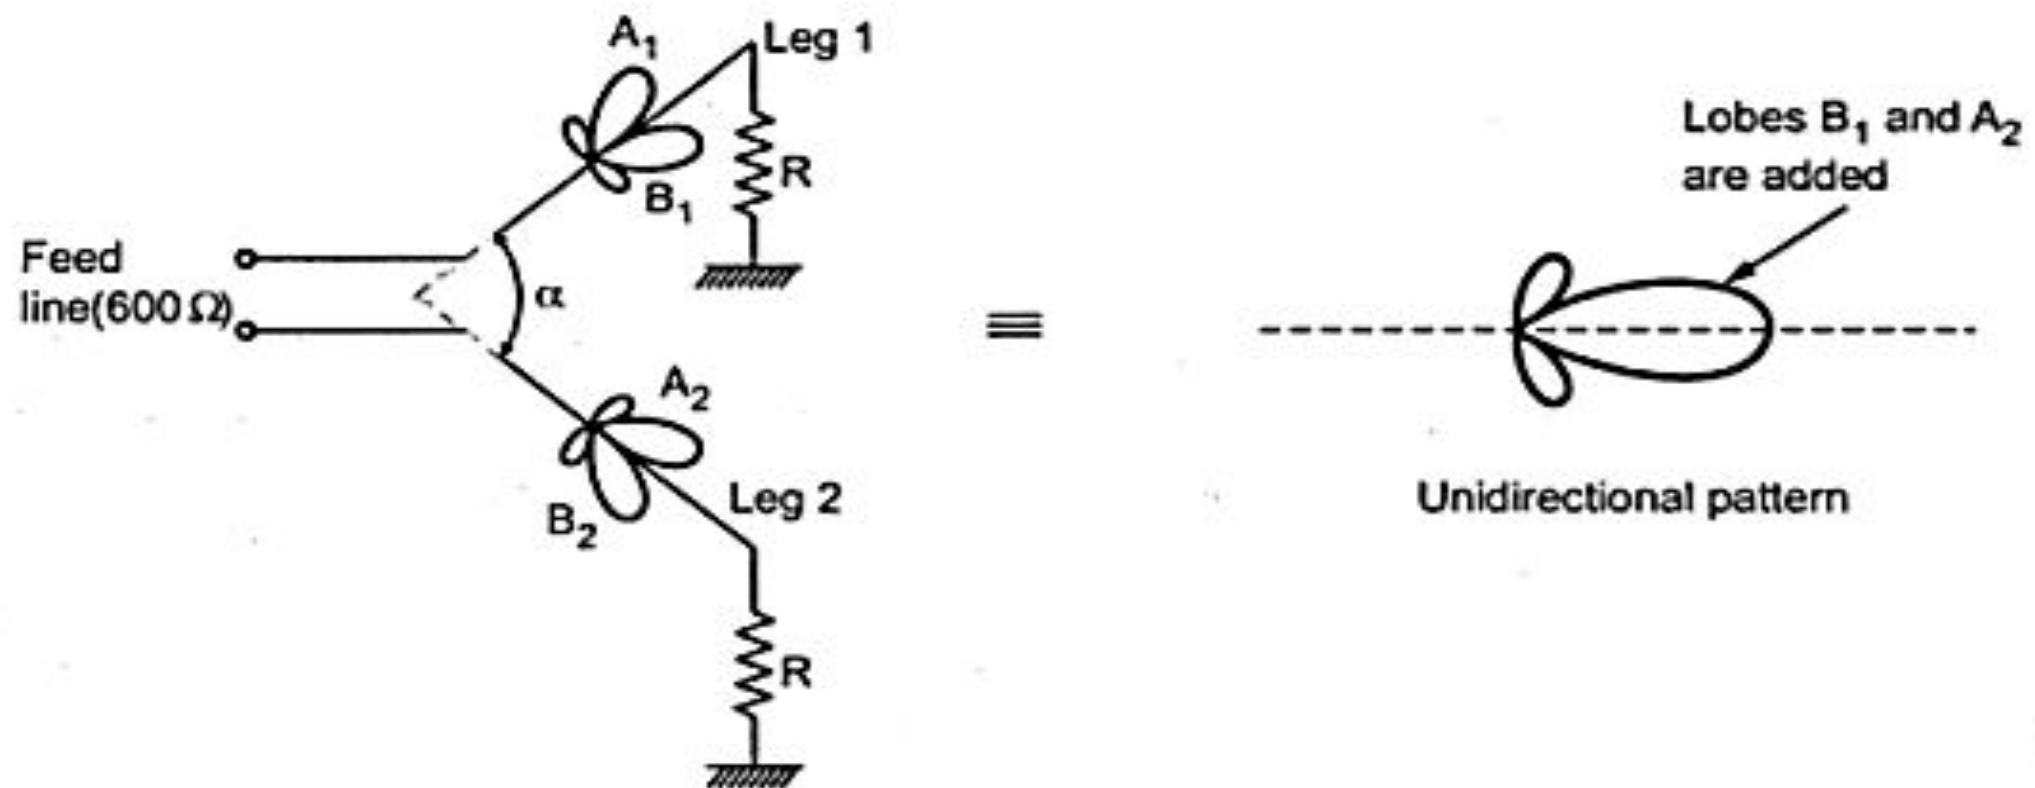 A1
Leg 1
R
B1
Feed
line(600 Ω)
α
A2
Leg 2
B2
R
≡
Lobes B1 and A2
are added
Unidirectional pattern